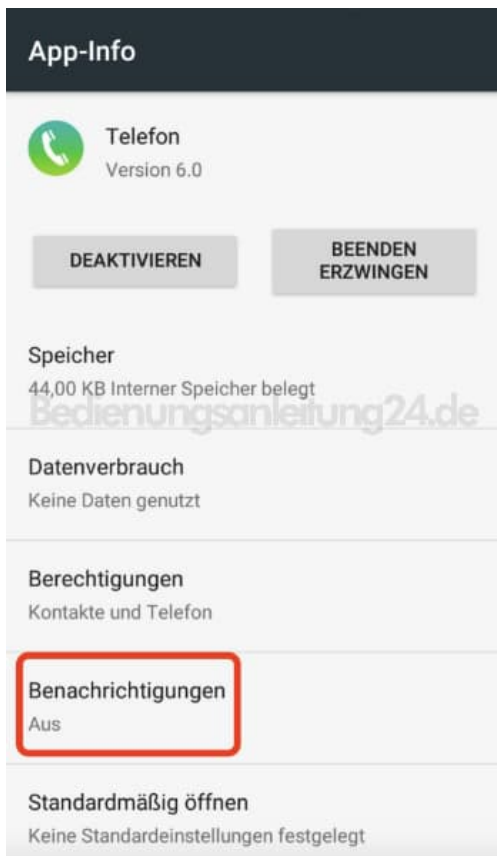 App-Info
Telefon
Version 6.0
DEAKTIVIEREN
BEENDEN
ERZWINGEN
Speicher
44,00 KB Interner Speicher belegt
Bedienungsanleitung24.de
Datenverbrauch
Keine Daten genutzt
Berechtigungen
Kontakte und Telefon
Benachrichtigungen
Aus
Standardmäßig öffnen
Keine Standardeinstellungen festgelegt